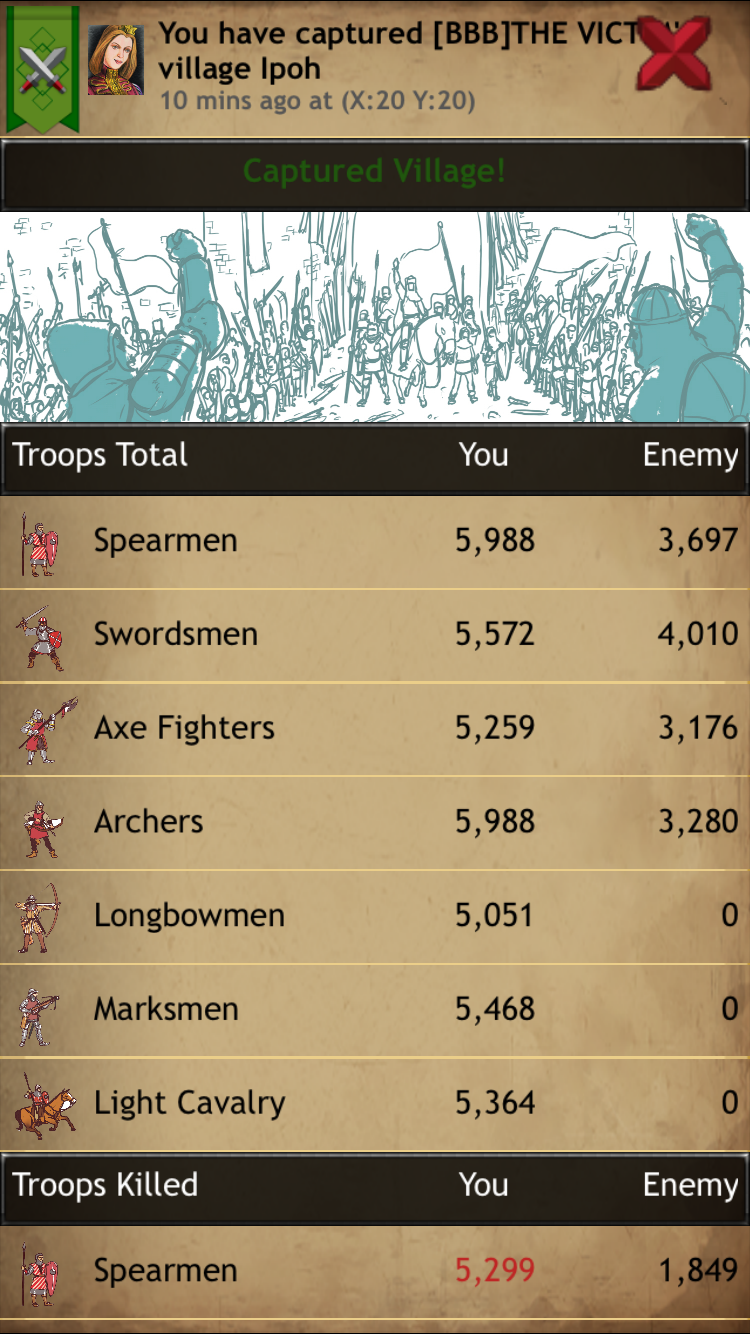 You have captured [BBB]THE
village Ipoh
10 mins ago at (X:20 Y:20)
Captured Village!
Troops Total You Enemy
Spearmen 5,988 3,697
Swordsmen 5,572 4,010
Axe Fighters 5,259 3,176
Archers 5,988 3,280
Longbowmen 5,051 0
Marksmen 5,468 0
Light Cavalry 5,364 0
Troops Killed You Enemy
Spearmen 5,299 1,849